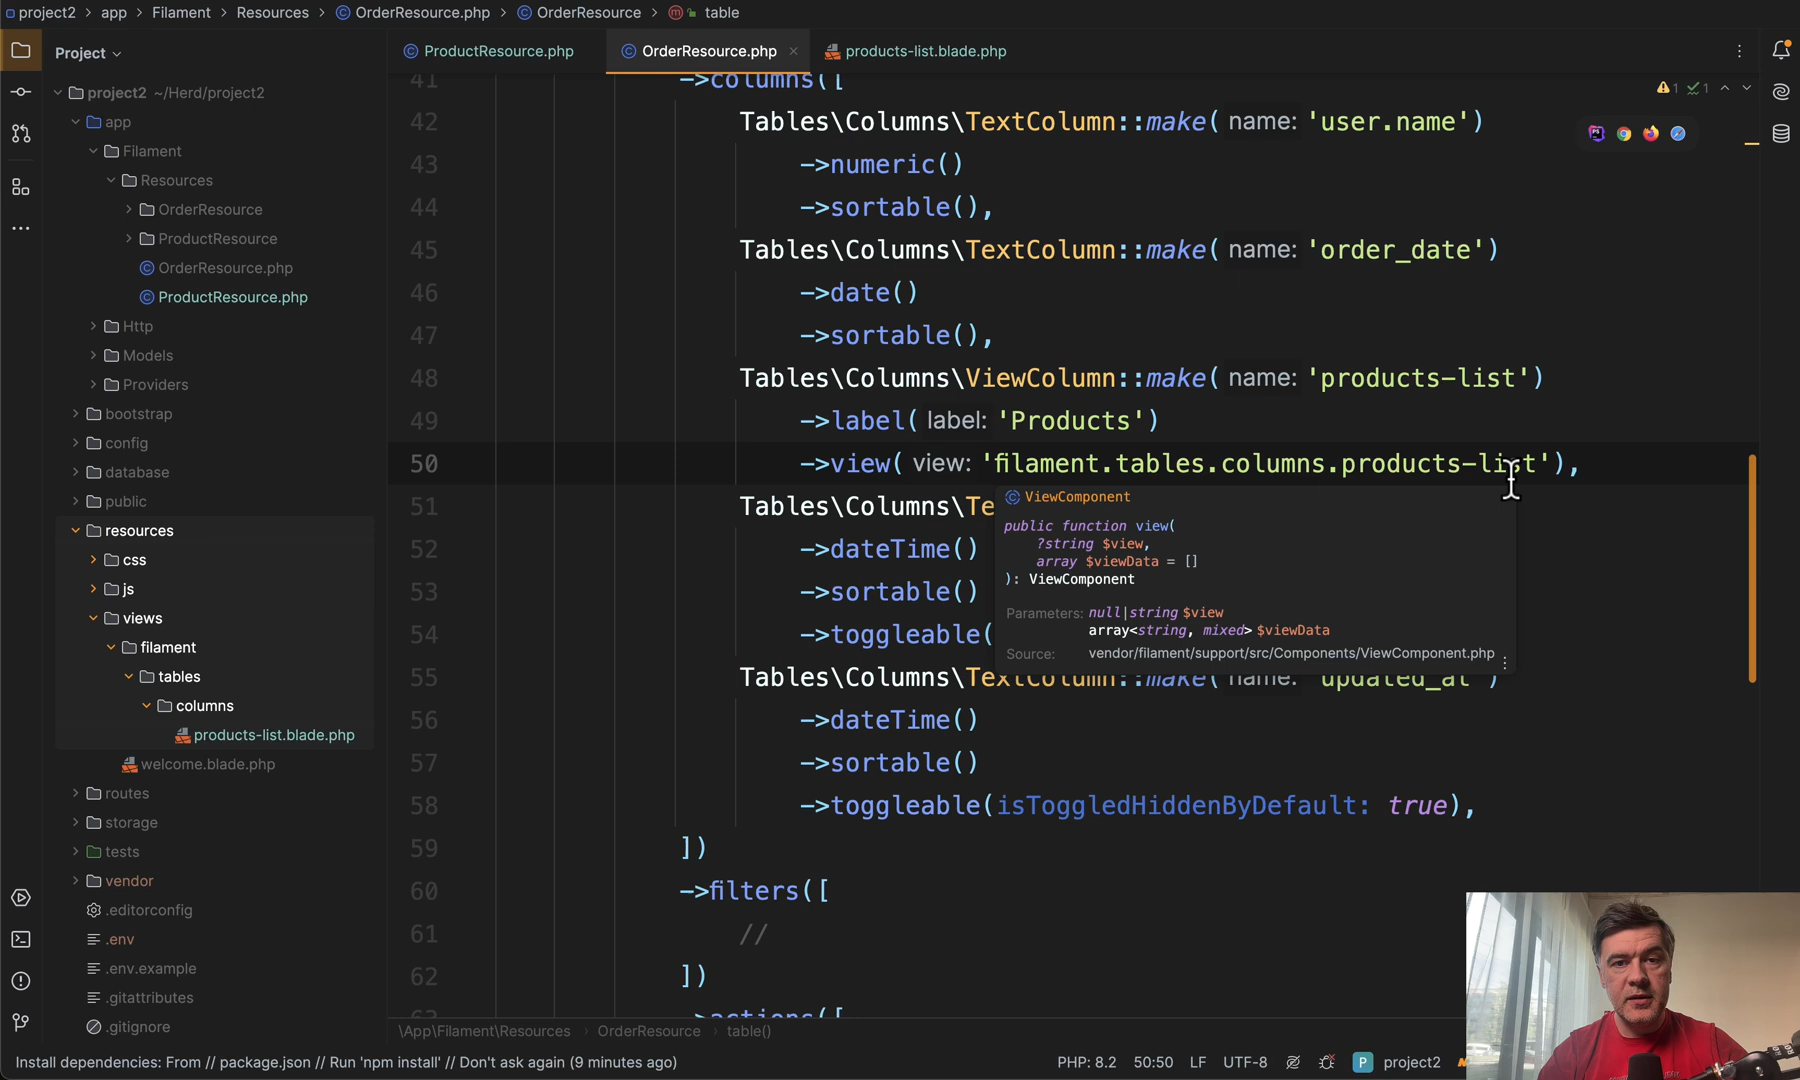 project2 > app > Filament > Resources > OrderResource.php > OrderResource > table
Project
ProductResource.php
OrderResource.php
products-list.blade.php
project2 ~/Herd/project2
app
Filament
Resources
OrderResource
ProductResource
OrderResource.php
ProductResource.php
Http
Models
Providers
bootstrap
config
database
public
resources
css
js
views
filament
tables
columns
products-list.blade.php
welcome.blade.php
routes
storage
tests
vendor
.editorconfig
.env
.env.example
.gitattributes
.gitignore
1 1
41 ->columns([
42 Tables\Columns\TextColumn::make( name: 'user.name')
43 ->numeric()
44 ->sortable(),
45 Tables\Columns\TextColumn::make( name: 'order_date')
46 ->date()
47 ->sortable(),
48 Tables\Columns\ViewColumn::make( name: 'products-list')
49 ->label( label: 'Products')
50 ->view( view: 'filament.tables.columns.products-list'),
51 Tables\Columns\Te
52 ->dateTime()
53 ->sortable()
54 ->toggleable(
55 Tables\Columns\TextColumn::make( name: 'updated_at')
56 ->dateTime()
57 ->sortable()
58 ->toggleable(isToggledHiddenByDefault: true),
59 ])
60 ->filters([
61 //
62 ])
63 ->actions([
ViewComponent
public function view(
?string $view,
array $viewData = []
): ViewComponent
Parameters: null|string $view
array<string, mixed> $viewData
Source: vendor/filament/support/src/Components/ViewComponent.php
\App\Filament\Resources > OrderResource > table()
Install dependencies: From // package.json // Run 'npm install' // Don't ask again (9 minutes ago)
PHP: 8.2 50:50 LF UTF-8 P project2